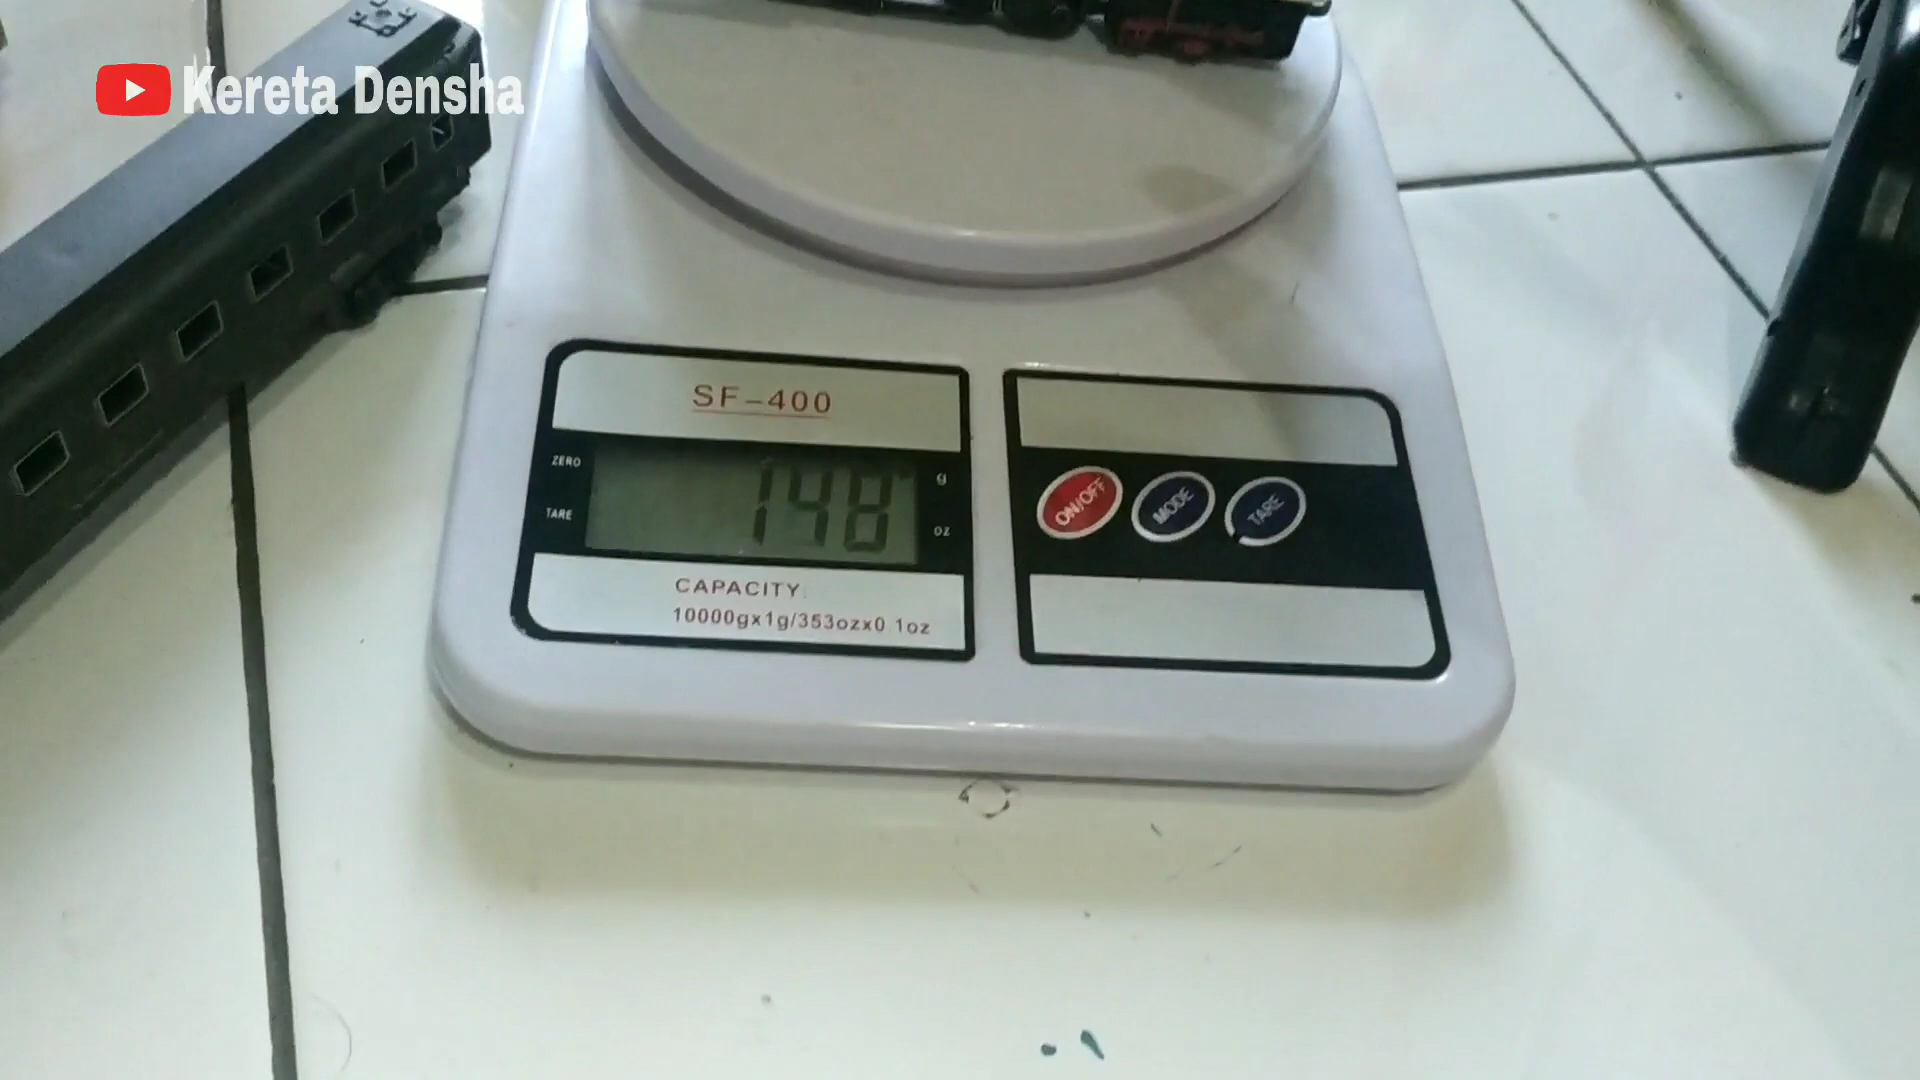 Kereta Densha
SF-400
ZERO
TARE
148
g
oz
CAPACITY
10000gx1g/353ozx0.1oz
ON/OFF
MODE
TARE